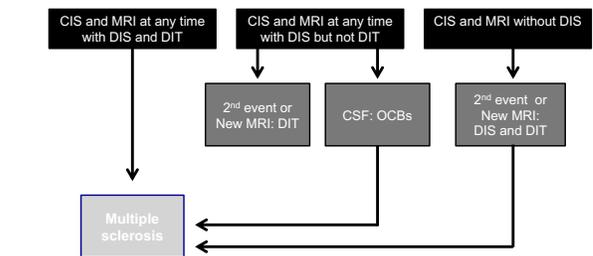 CIS and MRI at any time
with DIS and DIT
CIS and MRI at any time
with DIS but not DIT
CIS and MRI without DIS
2nd event or
New MRI: DIT
CSF: OCBs
2nd event or
New MRI:
DIS and DIT
Multiple
sclerosis